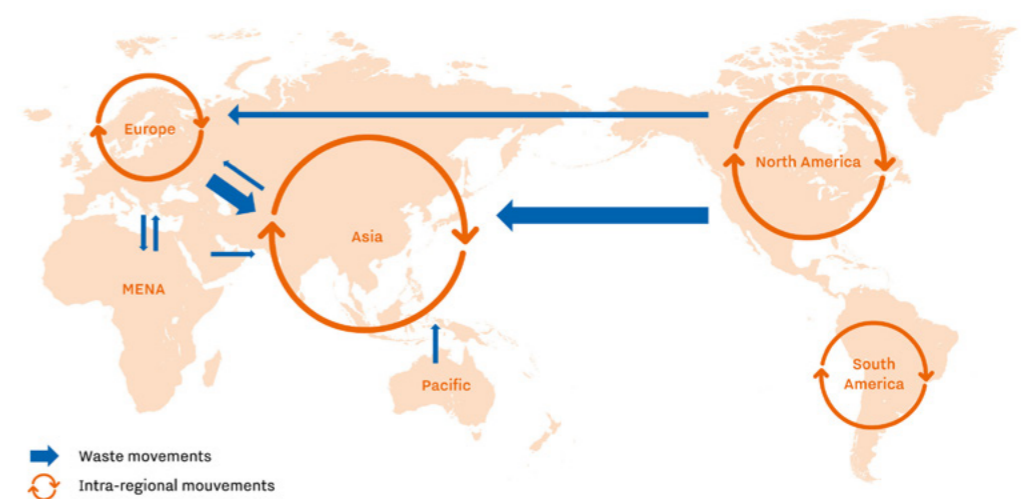 Europe
North America
Asia
MENA
South
America
Pacific
Waste movements
Intra-regional mouvements